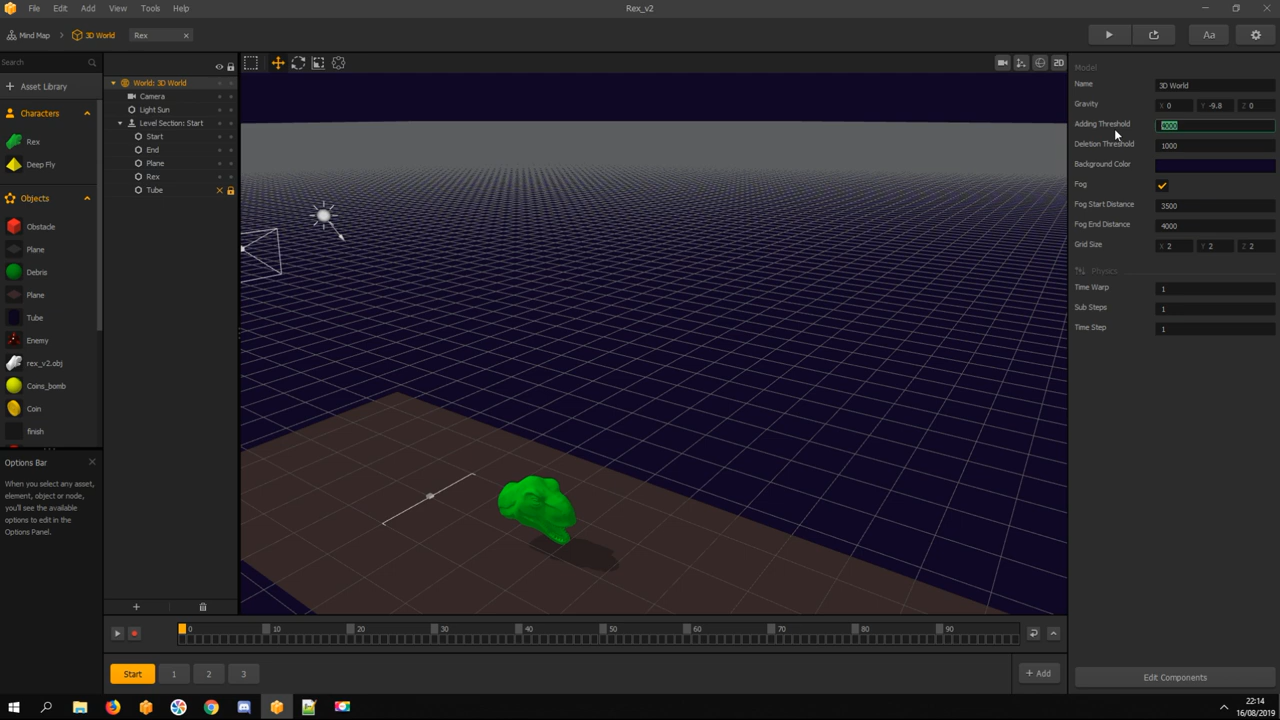 File Edit Add View Tools Help
Rex_v2
Mind Map 3D World Rex
Aa
Search
Asset Library
Characters
Rex
Deep Fly
Objects
Obstacle
Plane
Debris
Plane
Tube
Enemy
rex_v2.obj
Coins_bomb
Coin
finish
Options Bar
When you select any asset,
element, object or node,
you'll see the available
options to edit in the
Options Panel.
World: 3D World
Camera
Light Sun
Level Section: Start
Start
End
Plane
Rex
Tube
2D
Model
Name 3D World
Gravity X 0 Y -9.8 Z 0
Adding Threshold 4000
Deletion Threshold 1000
Background Color
Fog
Fog Start Distance 3500
Fog End Distance 4000
Grid Size X 2 Y 2 Z 2
Physics
Time Warp 1
Sub Steps 1
Time Step 1
Edit Components
0 10 20 30 40 50 60 70 80 90
Start 1 2 3
+ Add
22:14
16/08/2019